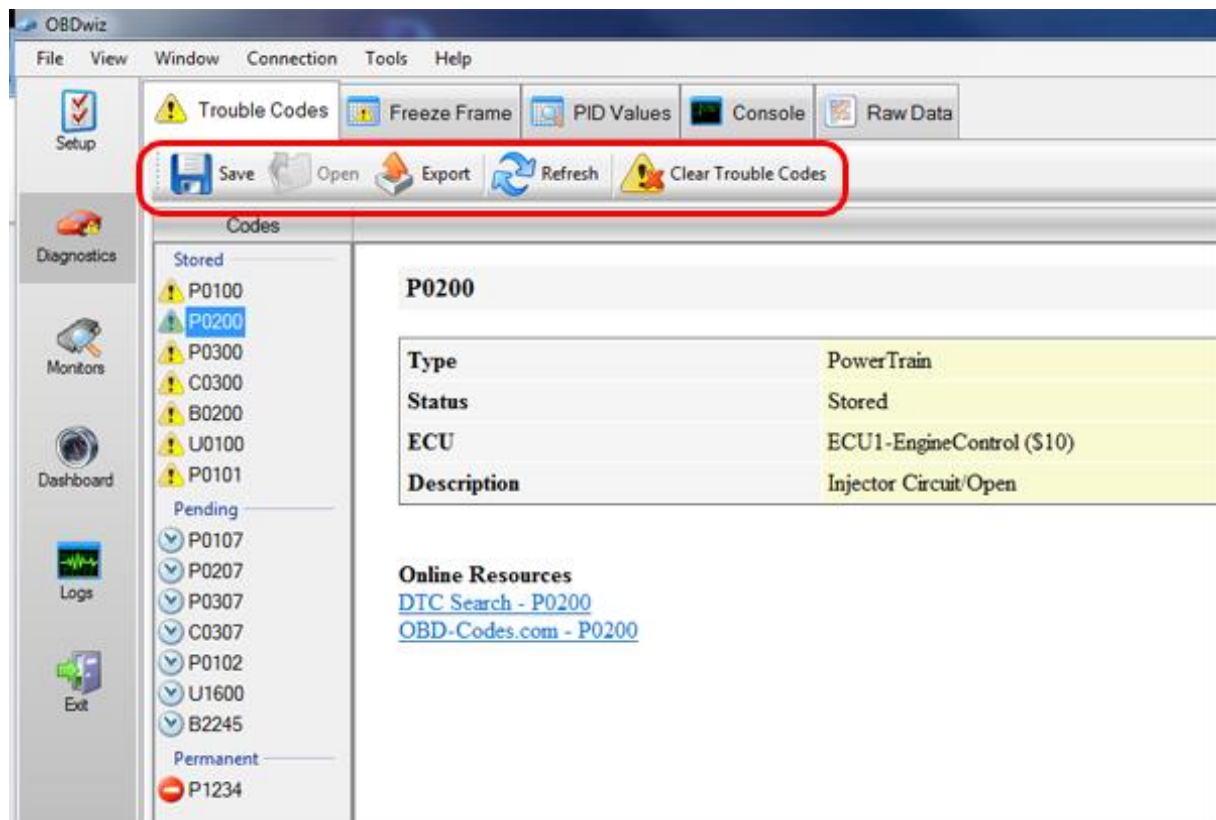 OBDwiz
File View Window Connection Tools Help
Setup
Trouble Codes Freeze Frame PID Values Console Raw Data
Save Open Export Refresh Clear Trouble Codes
Diagnostics
Monitors
Dashboard
Logs
Exit
Codes
Stored
P0100
P0200
P0300
C0300
B0200
U0100
P0101
Pending
P0107
P0207
P0307
C0307
P0102
U1600
B2245
Permanent
P1234
P0200
Type PowerTrain
Status Stored
ECU ECU1-EngineControl ($10)
Description Injector Circuit/Open
Online Resources
DTC Search - P0200
OBD-Codes.com - P0200